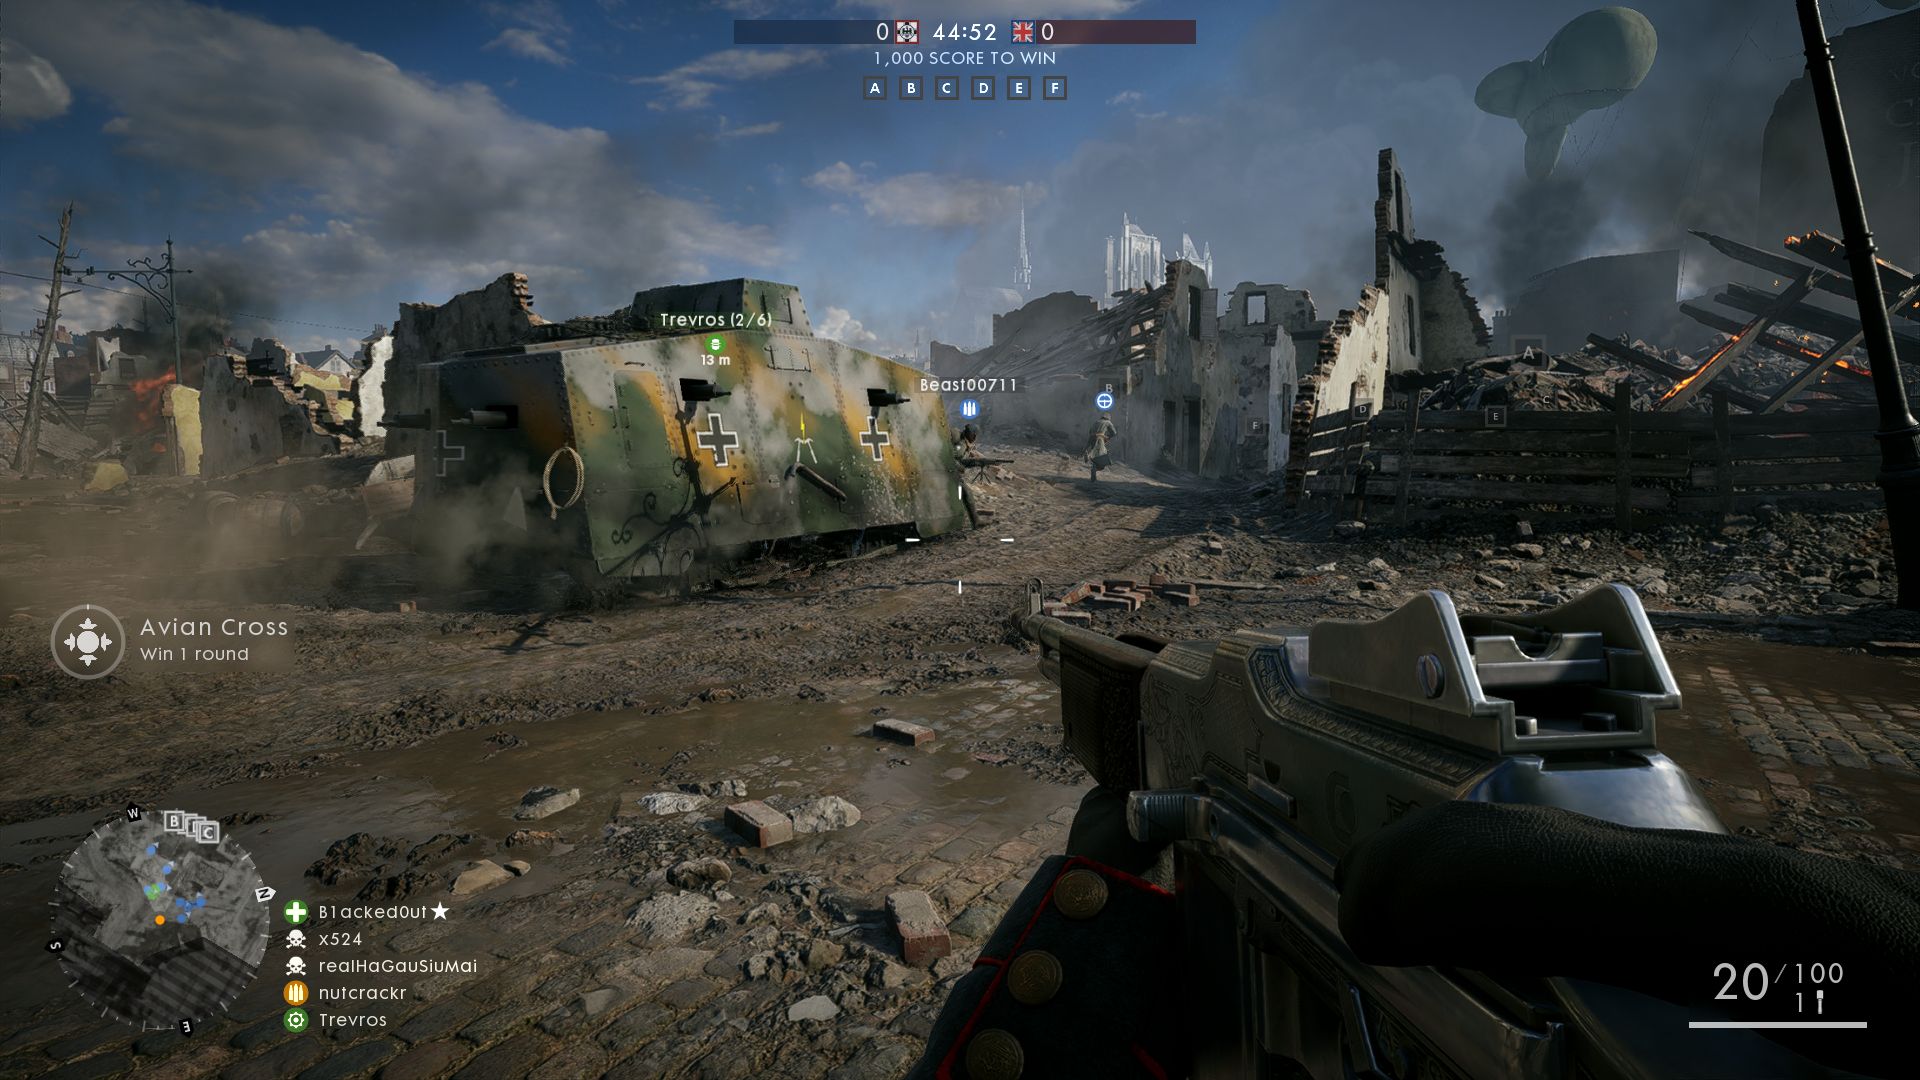 0 44:52 0
1,000 SCORE TO WIN
A B C D E F
Trevros (2/6)
13 m
Beast00711
B
A
C
D
E
F
Avian Cross
Win 1 round
W
B C
N
S
E
B1acked0ut
x524
realHaGauSiuMai
nutcrackr
Trevros
20/100
1